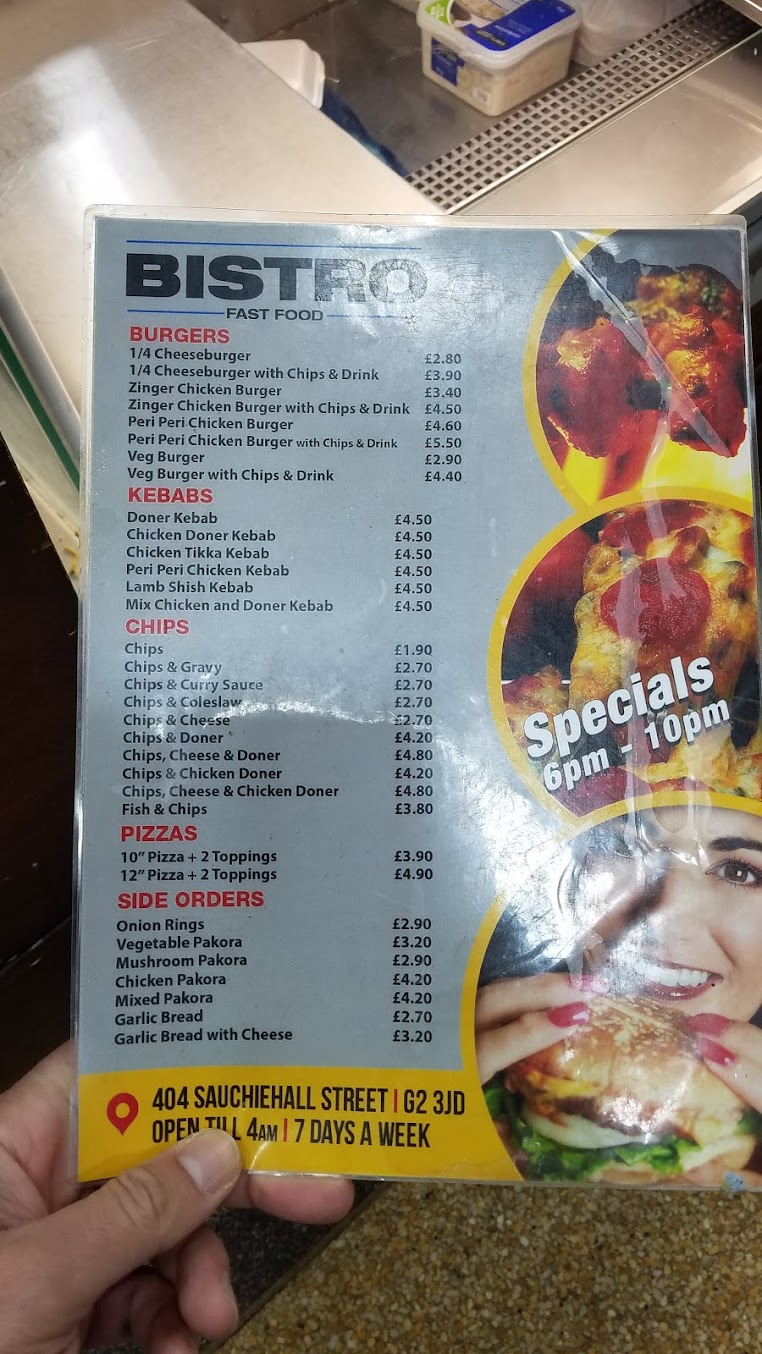 BISTRO
FAST FOOD
BURGERS
1/4 Cheeseburger £2.80
1/4 Cheeseburger with Chips & Drink £3.90
Zinger Chicken Burger £3.40
Zinger Chicken Burger with Chips & Drink £4.50
Peri Peri Chicken Burger £4.60
Peri Peri Chicken Burger with Chips & Drink £5.50
Veg Burger £2.90
Veg Burger with Chips & Drink £4.40
KEBABS
Doner Kebab £4.50
Chicken Doner Kebab £4.50
Chicken Tikka Kebab £4.50
Peri Peri Chicken Kebab £4.50
Lamb Shish Kebab £4.50
Mix Chicken and Doner Kebab £4.50
CHIPS
Chips £1.90
Chips & Gravy £2.70
Chips & Curry Sauce £2.70
Chips & Coleslaw £2.70
Chips & Cheese £2.70
Chips & Doner £4.20
Chips, Cheese & Doner £4.80
Chips & Chicken Doner £4.20
Chips, Cheese & Chicken Doner £4.80
Fish & Chips £3.80
PIZZAS
10" Pizza + 2 Toppings £3.90
12" Pizza + 2 Toppings £4.90
SIDE ORDERS
Onion Rings £2.90
Vegetable Pakora £3.20
Mushroom Pakora £2.90
Chicken Pakora £4.20
Mixed Pakora £4.20
Garlic Bread £2.70
Garlic Bread with Cheese £3.20
Specials
6pm - 10pm
404 SAUCHIEHALL STREET | G2 3JD
OPEN TILL 4AM | 7 DAYS A WEEK